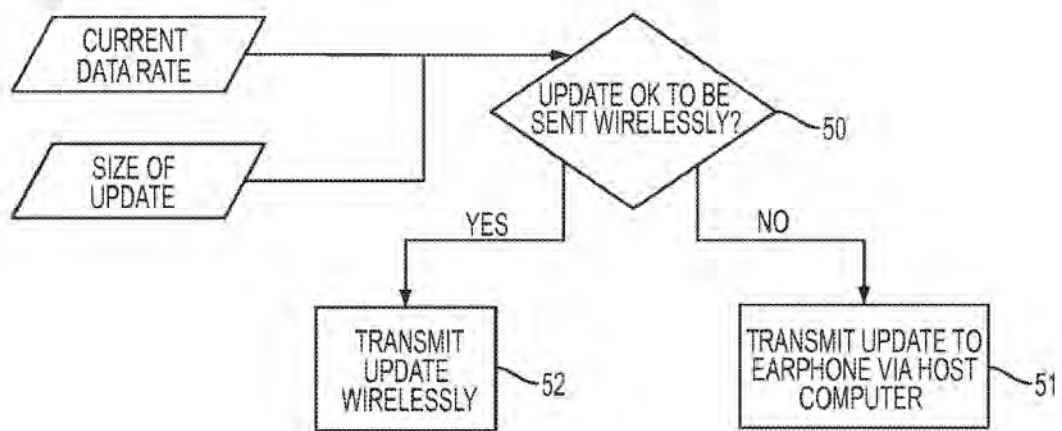 CURRENT
DATA RATE
SIZE OF
UPDATE
UPDATE OK TO BE
SENT WIRELESSLY?
50
YES
NO
TRANSMIT
UPDATE
WIRELESSLY
52
TRANSMIT UPDATE TO
EARPHONE VIA HOST
COMPUTER
51